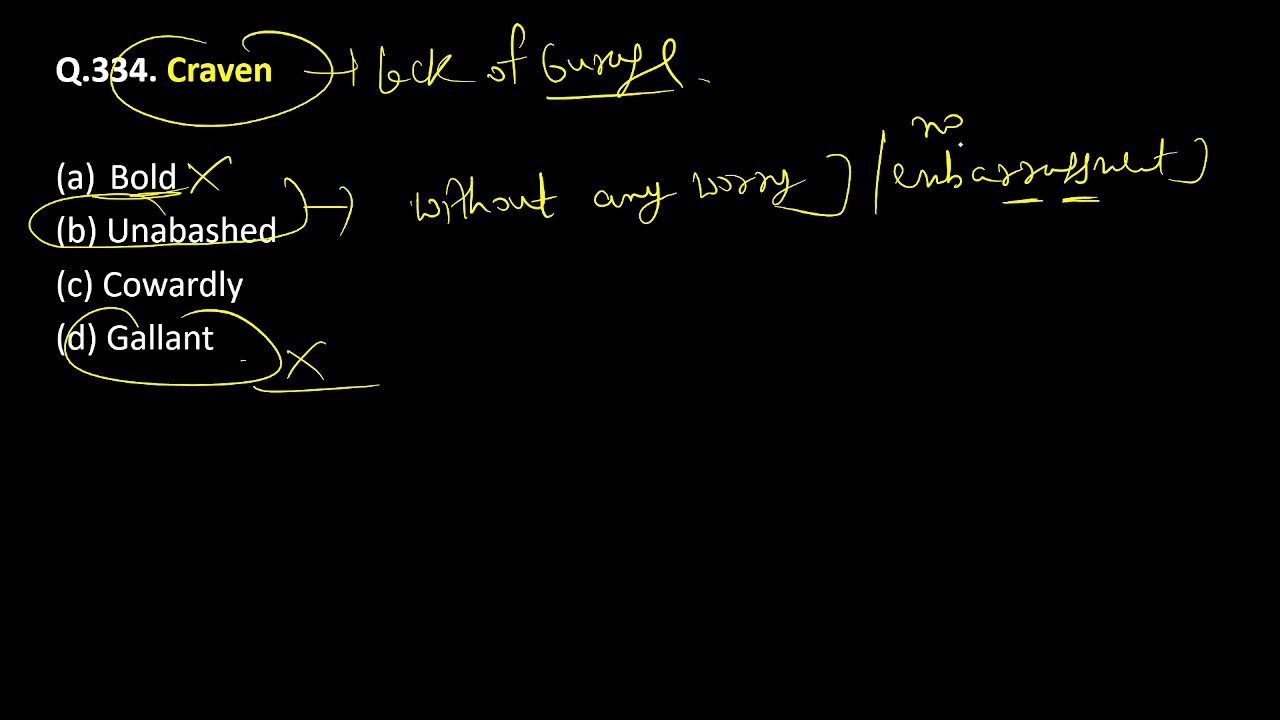 Q.334. Craven → lack of Courage.
(a) Bold X
no
(b) Unabashed → without any worry] / embarrassment]
(c) Cowardly
(d) Gallant X